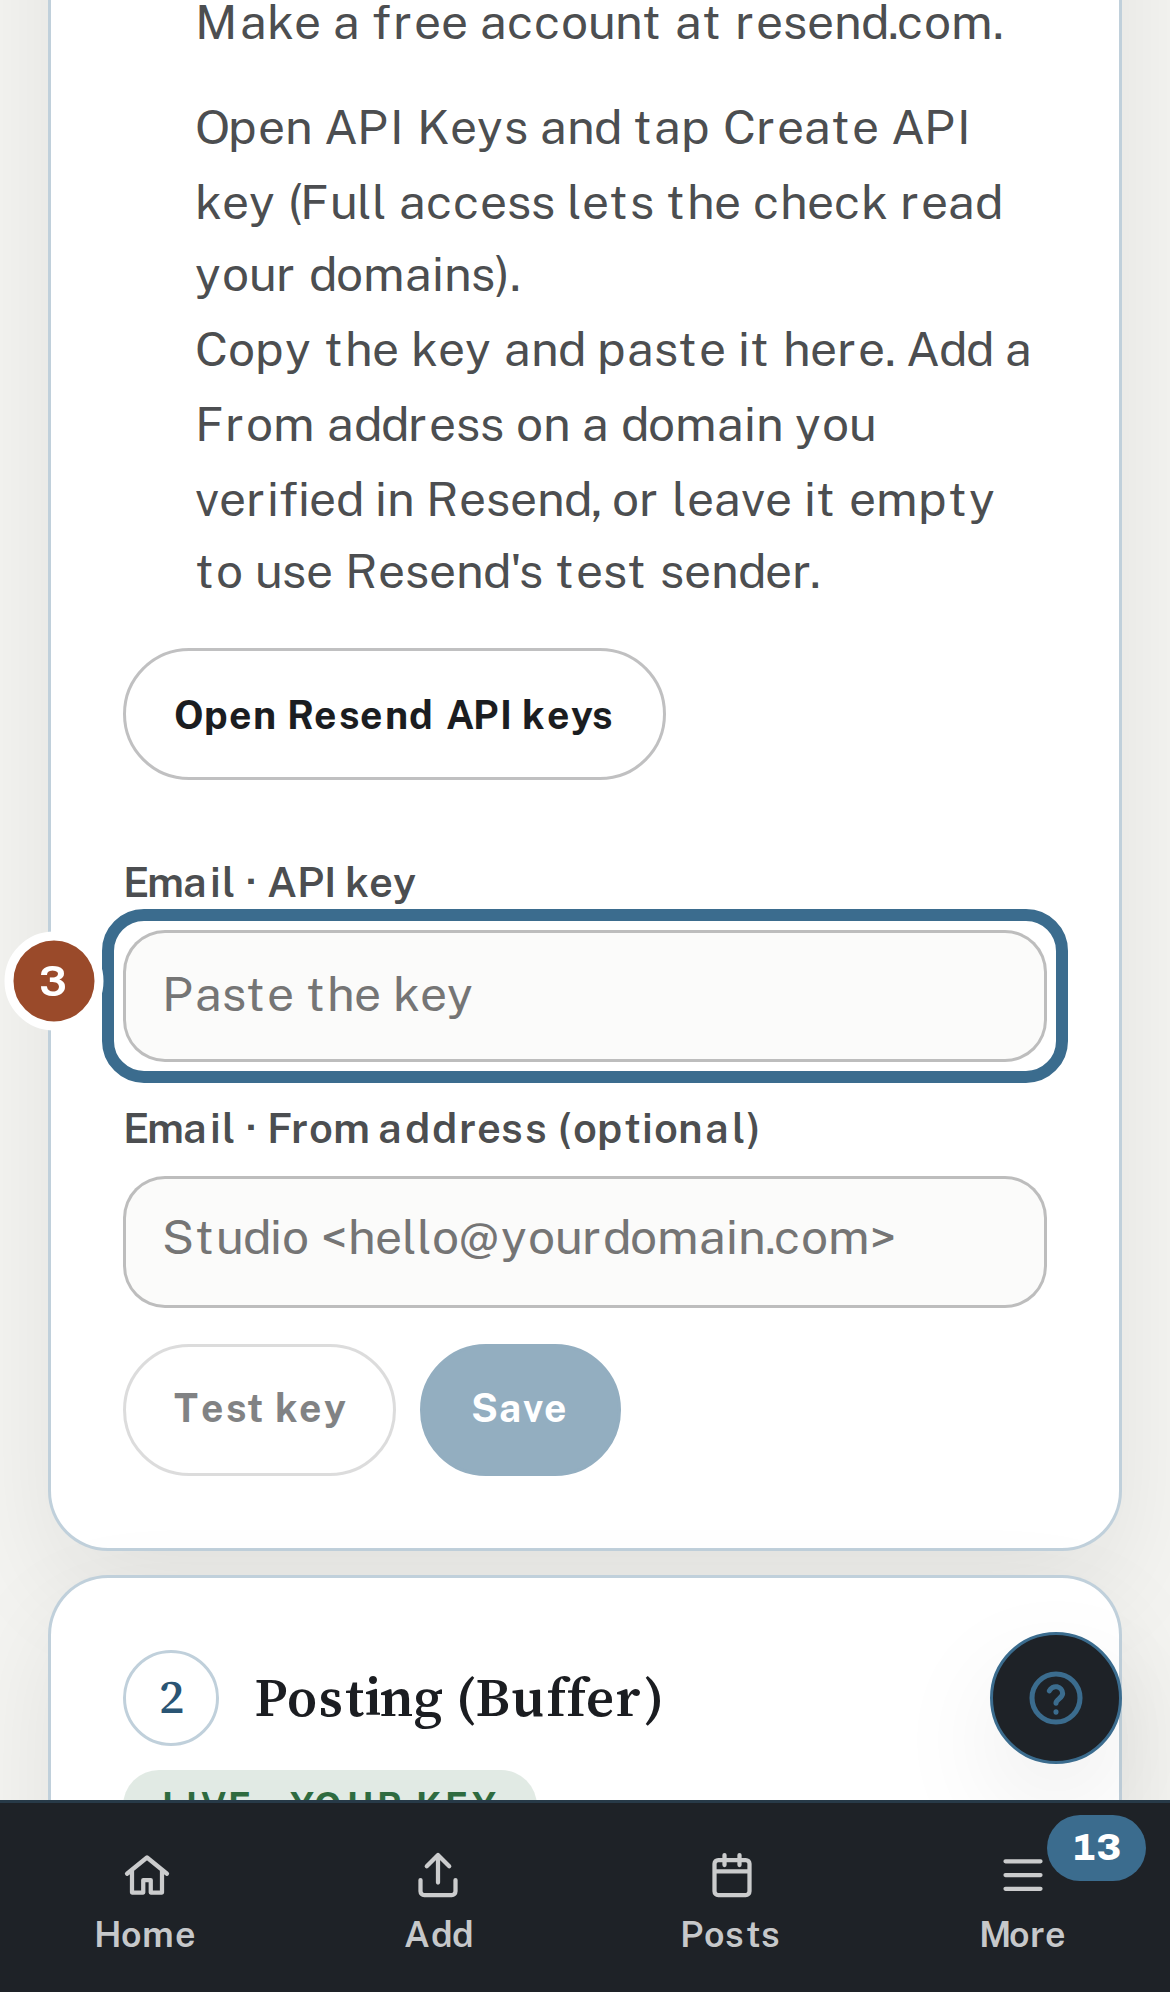 Make a free account at resend.com.
Open API Keys and tap Create API
key (Full access lets the check read
your domains).
Copy the key and paste it here. Add a
From address on a domain you
verified in Resend, or leave it empty
to use Resend's test sender.
Open Resend API keys
Email · API key
3
Paste the key
Email · From address (optional)
Studio <hello@yourdomain.com>
Test key
Save
2
Posting (Buffer)
LIVE · YOUR KEY
13
Home
Add
Posts
More